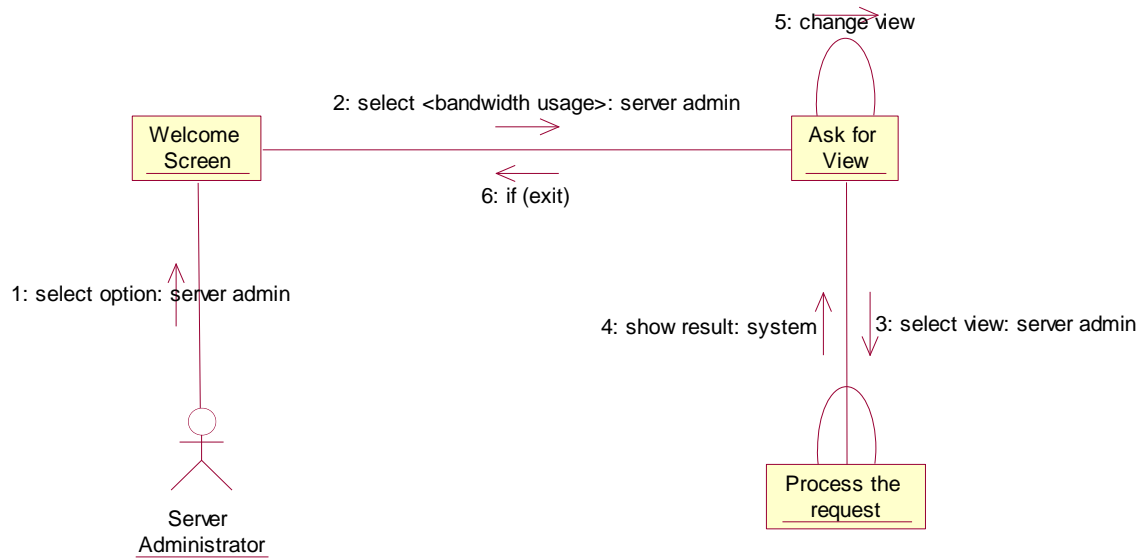 5: change view
2: select <bandwidth usage>: server admin
Welcome
Screen
Ask for
View
6: if (exit)
1: select option: server admin
4: show result: system
3: select view: server admin
Process the
request
Server
Administrator